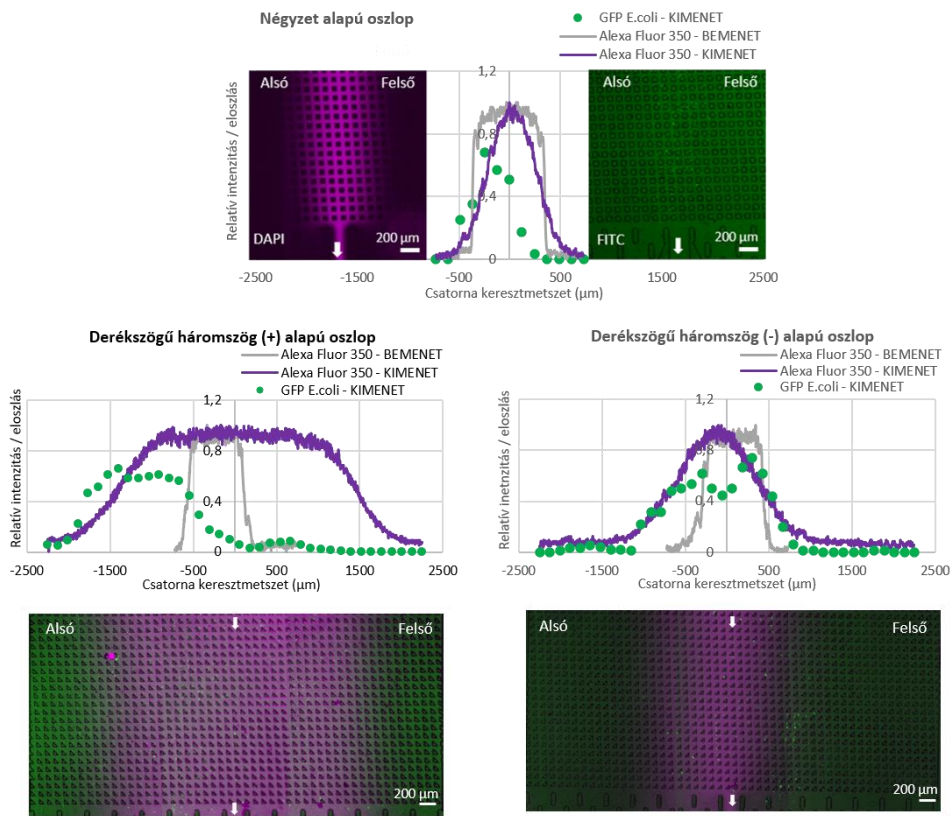 Négyzet alapú oszlop
GFP E.coli - KIMENET
Alexa Fluor 350 - BEMENET
Alexa Fluor 350 - KIMENET
Relatív intenzitás / eloszlás
Alsó
Felső
DAPI
200 µm
1,2
0,8
0,4
0
Alsó
Felső
FITC
200 µm
-2500
-1500
-500
500
1500
2500
Csatorna keresztmetszet (µm)
Derékszögű háromszög (+) alapú oszlop
Alexa Fluor 350 - BEMENET
Alexa Fluor 350 - KIMENET
GFP E.coli - KIMENET
Relatív intenzitás / eloszlás
1,2
0,8
0,4
0
-2500
-1500
-500
500
1500
2500
Csatorna keresztmetszet (µm)
Alsó
Felső
200 µm
Derékszögű háromszög (-) alapú oszlop
Alexa Fluor 350 - BEMENET
Alexa Fluor 350 - KIMENET
GFP E.coli - KIMENET
Relatív inetnzitás / eloszlás
1,2
0,8
0,4
0
-2500
-1500
-500
500
1500
2500
Csatorna keresztmetszet (µm)
Alsó
Felső
200 µm